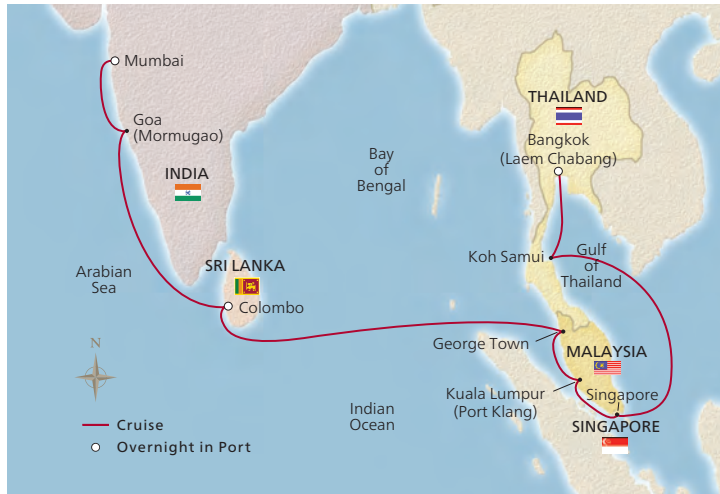 Mumbai
THAILAND
Goa
(Mormugao)
Bangkok
(Laem Chabang)
Bay
of
Bengal
INDIA
Koh Samui
Gulf
of
Thailand
SRI LANKA
Arabian
Sea
Colombo
George Town
MALAYSIA
N
Kuala Lumpur
(Port Klang)
Singapore
Indian
Ocean
SINGAPORE
Cruise
Overnight in Port